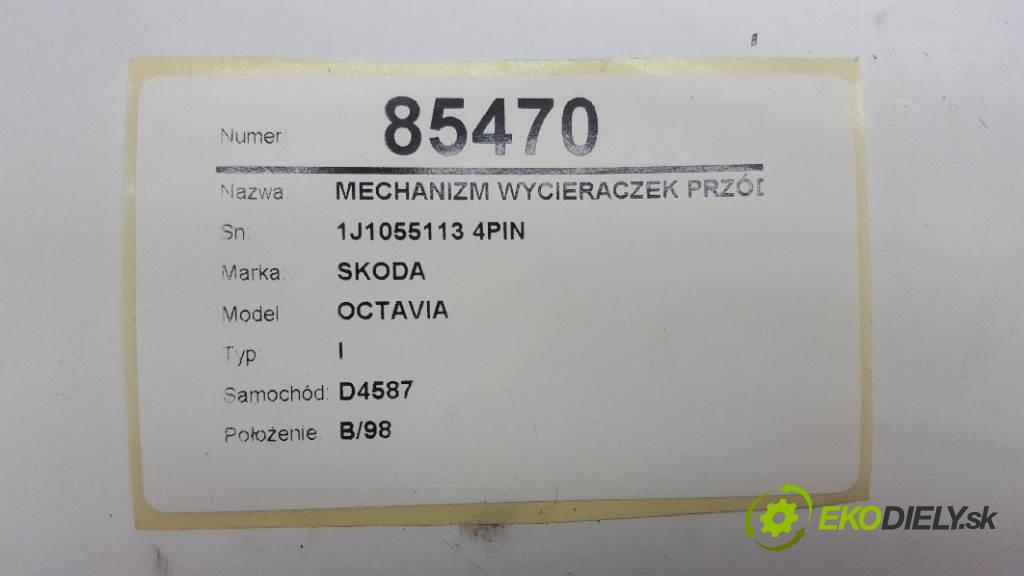 Numer: 85470
Nazwa: MECHANIZM WYCIERACZEK PRZÓD
Sn: 1J1055113 4PIN
Marka: SKODA
Model: OCTAVIA
Typ: I
Samochód: D4587
Położenie: B/98
EKODIELY.sk